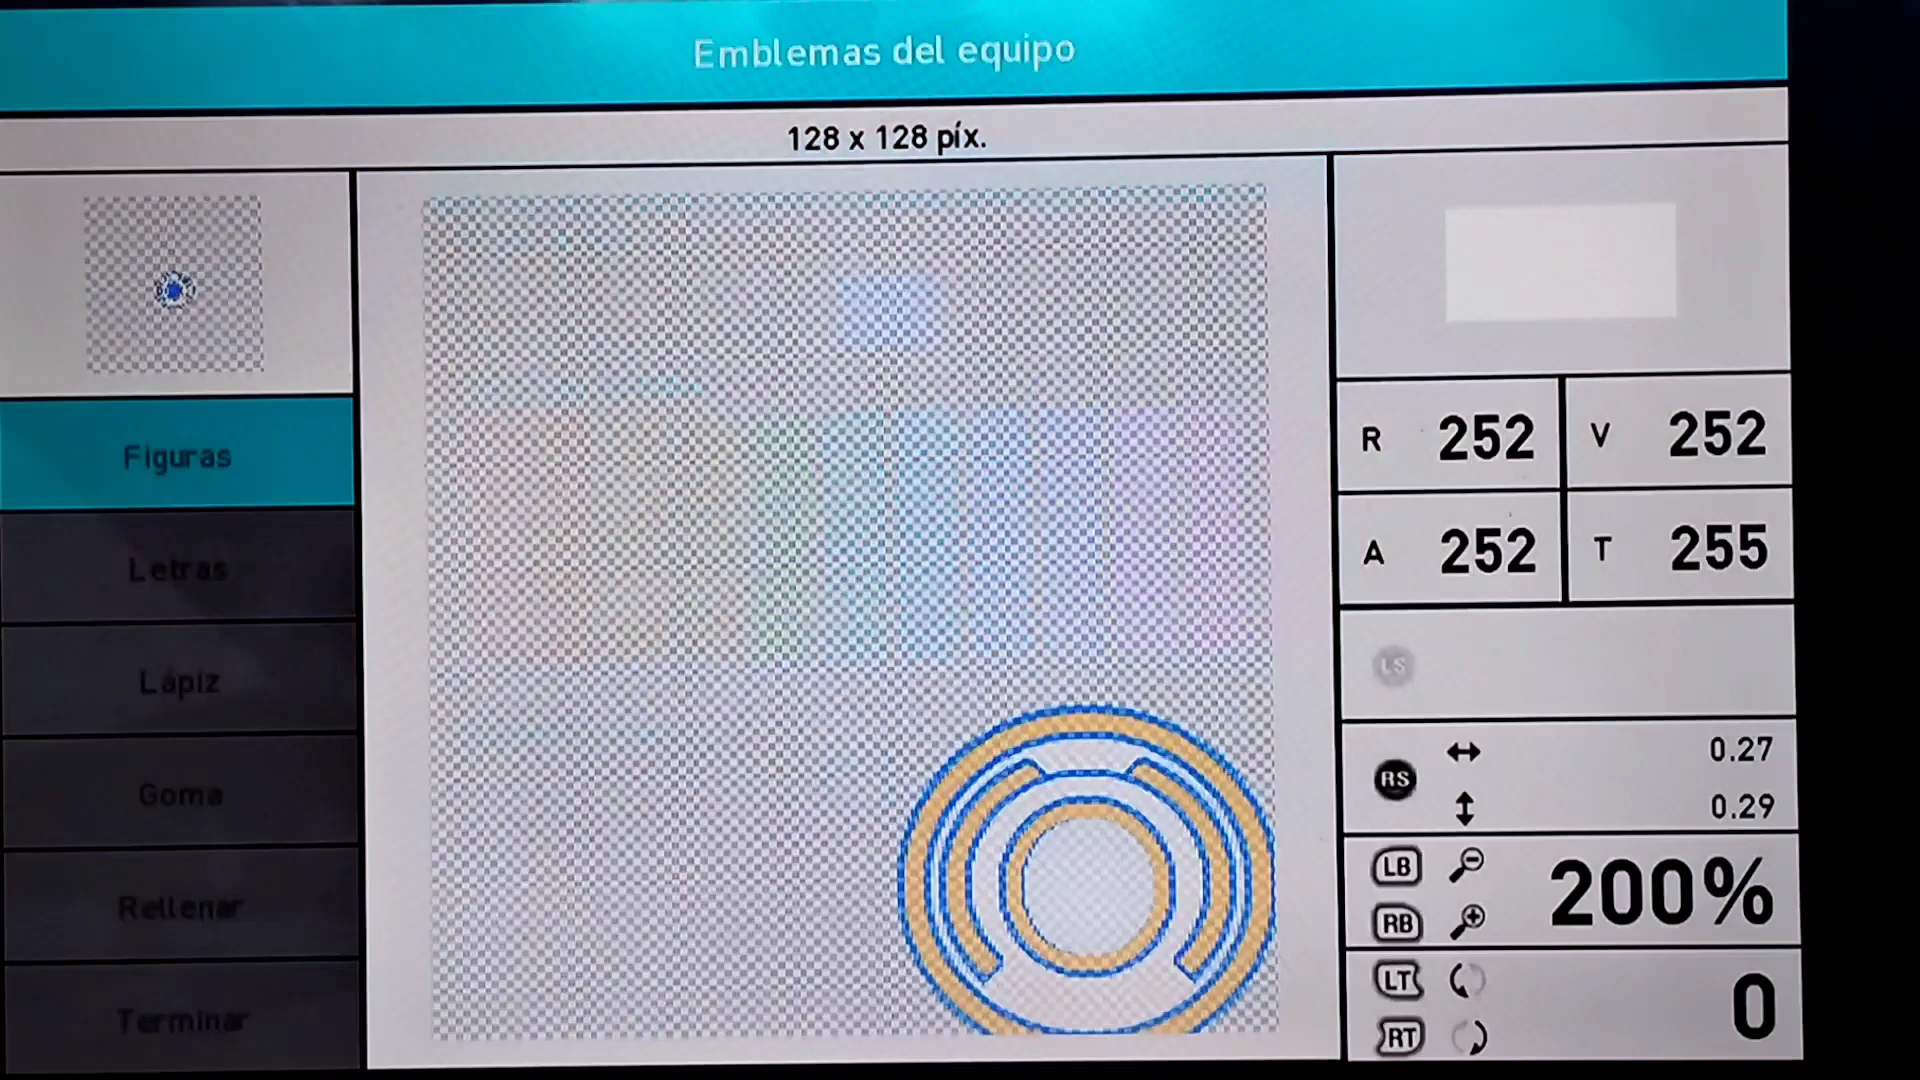 Emblemas del equipo
128 x 128 píx.
Figuras
Letras
Lápiz
Goma
Rellenar
Terminar
R 252
V 252
A 252
T 255
LS
RS
0.27
0.29
LB
RB
200%
LT
RT
0